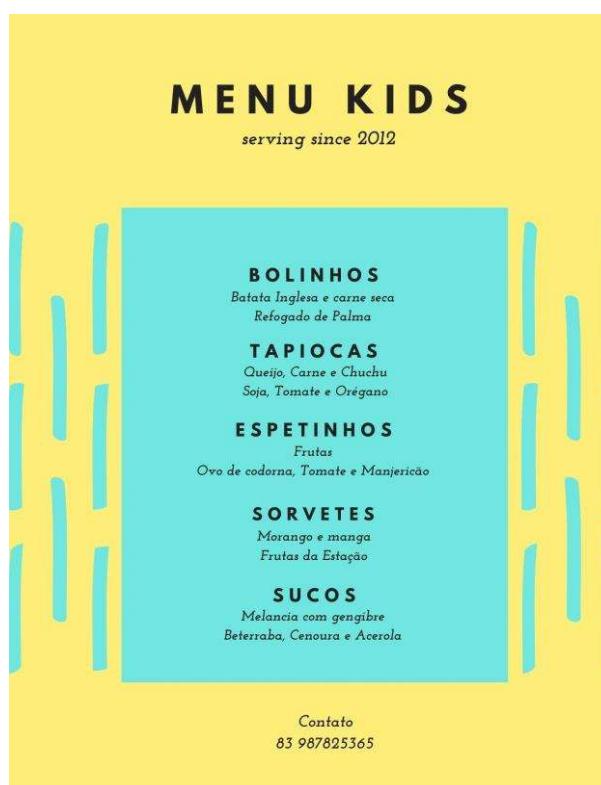 MENU KIDS
serving since 2012
BOLINHOS
Batata Inglesa e carne seca
Refogado de Palma
TAPIOCAS
Queijo, Carne e Chuchu
Soja, Tomate e Orégano
ESPETINHOS
Frutas
Ovo de codorna, Tomate e Manjericão
SORVETES
Morango e manga
Frutas da Estação
SUCOS
Melancia com gengibre
Beterraba, Cenoura e Acerola
Contato
83 987825365